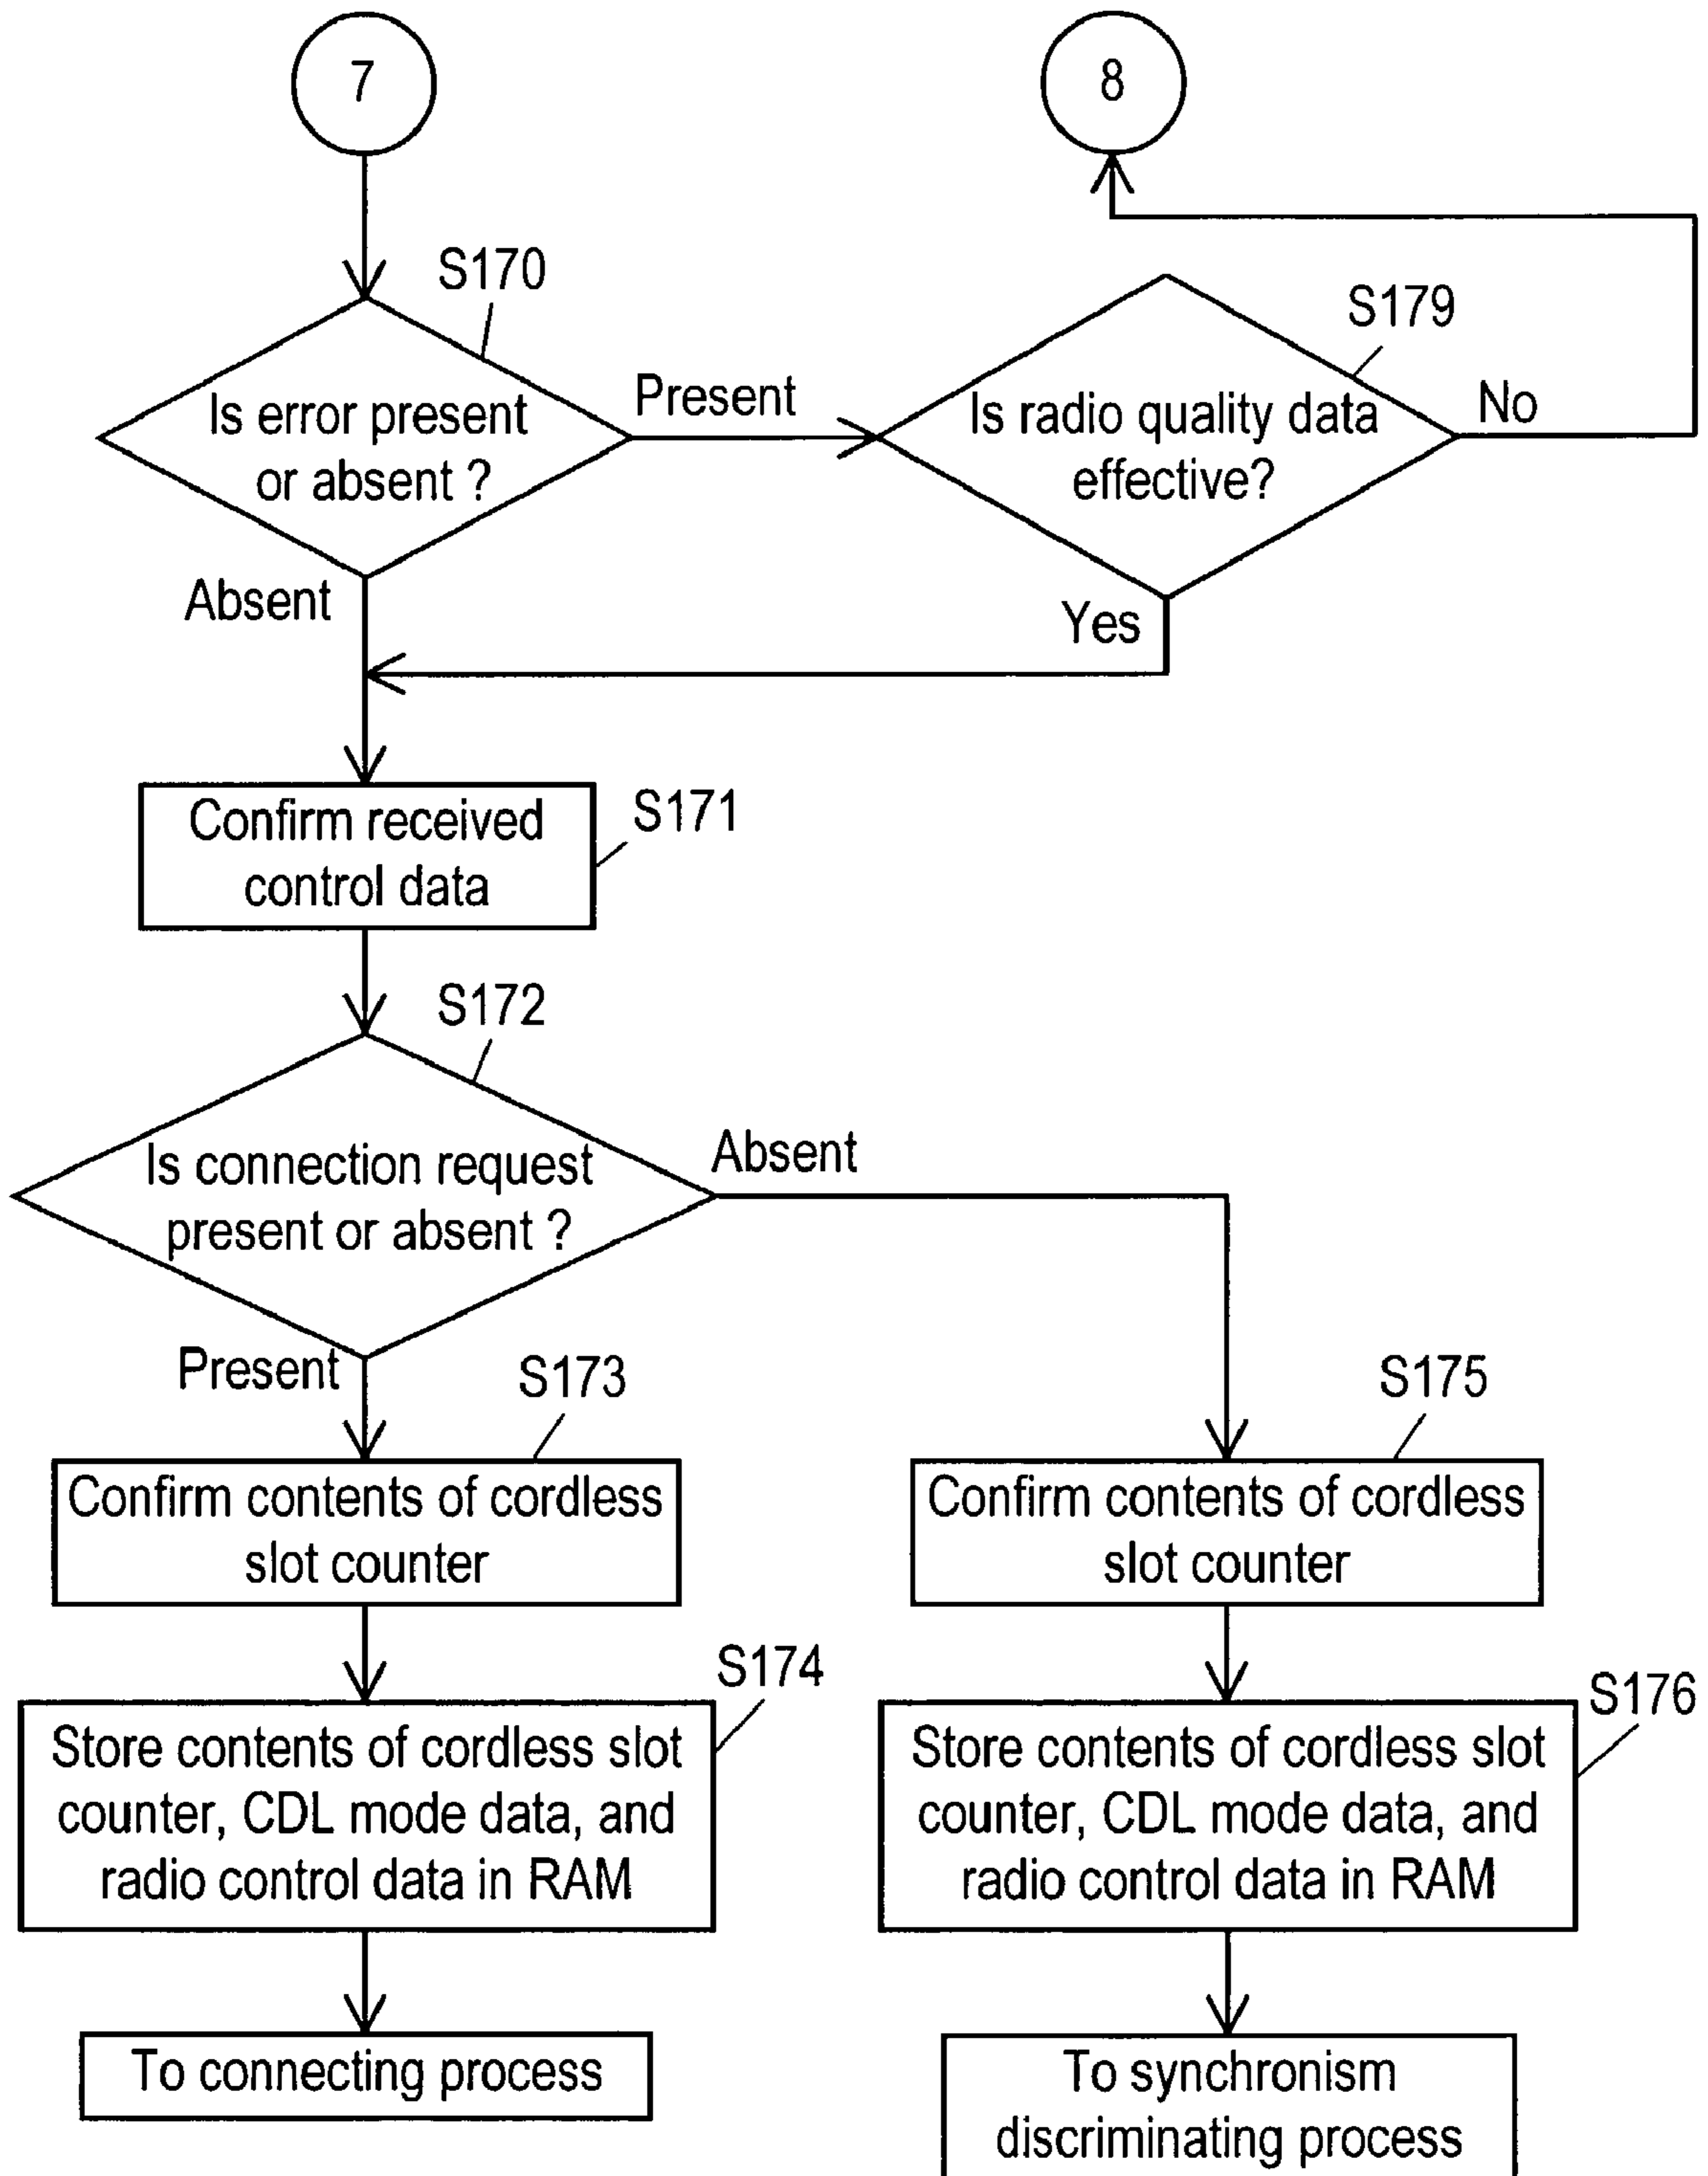 7
8
S170
S179
Is error present
or absent ?
Present
Is radio quality data
effective?
No
Absent
Yes
Confirm received
control data
S171
S172
Is connection request
present or absent ?
Absent
Present
S173
S175
Confirm contents of cordless
slot counter
Confirm contents of cordless
slot counter
S174
S176
Store contents of cordless slot
counter, CDL mode data, and
radio control data in RAM
Store contents of cordless slot
counter, CDL mode data, and
radio control data in RAM
To connecting process
To synchronism
discriminating process